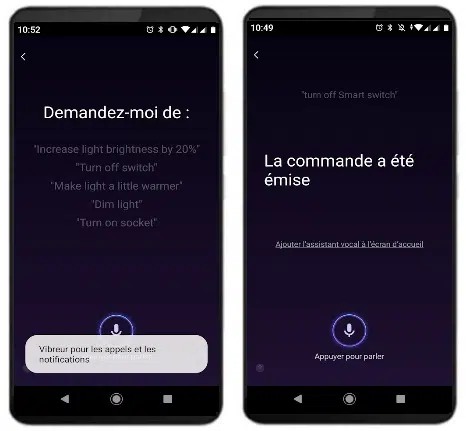 10:52
Demandez-moi de :
"Increase light brightness by 20%"
"Turn off switch"
"Make light a little warmer"
"Dim light"
"Turn on socket"
Vibreur pour les appels et les
notifications
10:49
"turn off Smart switch"
La commande a été
émise
Ajouter l'assistant vocal à l'écran d'accueil
Appuyer pour parler